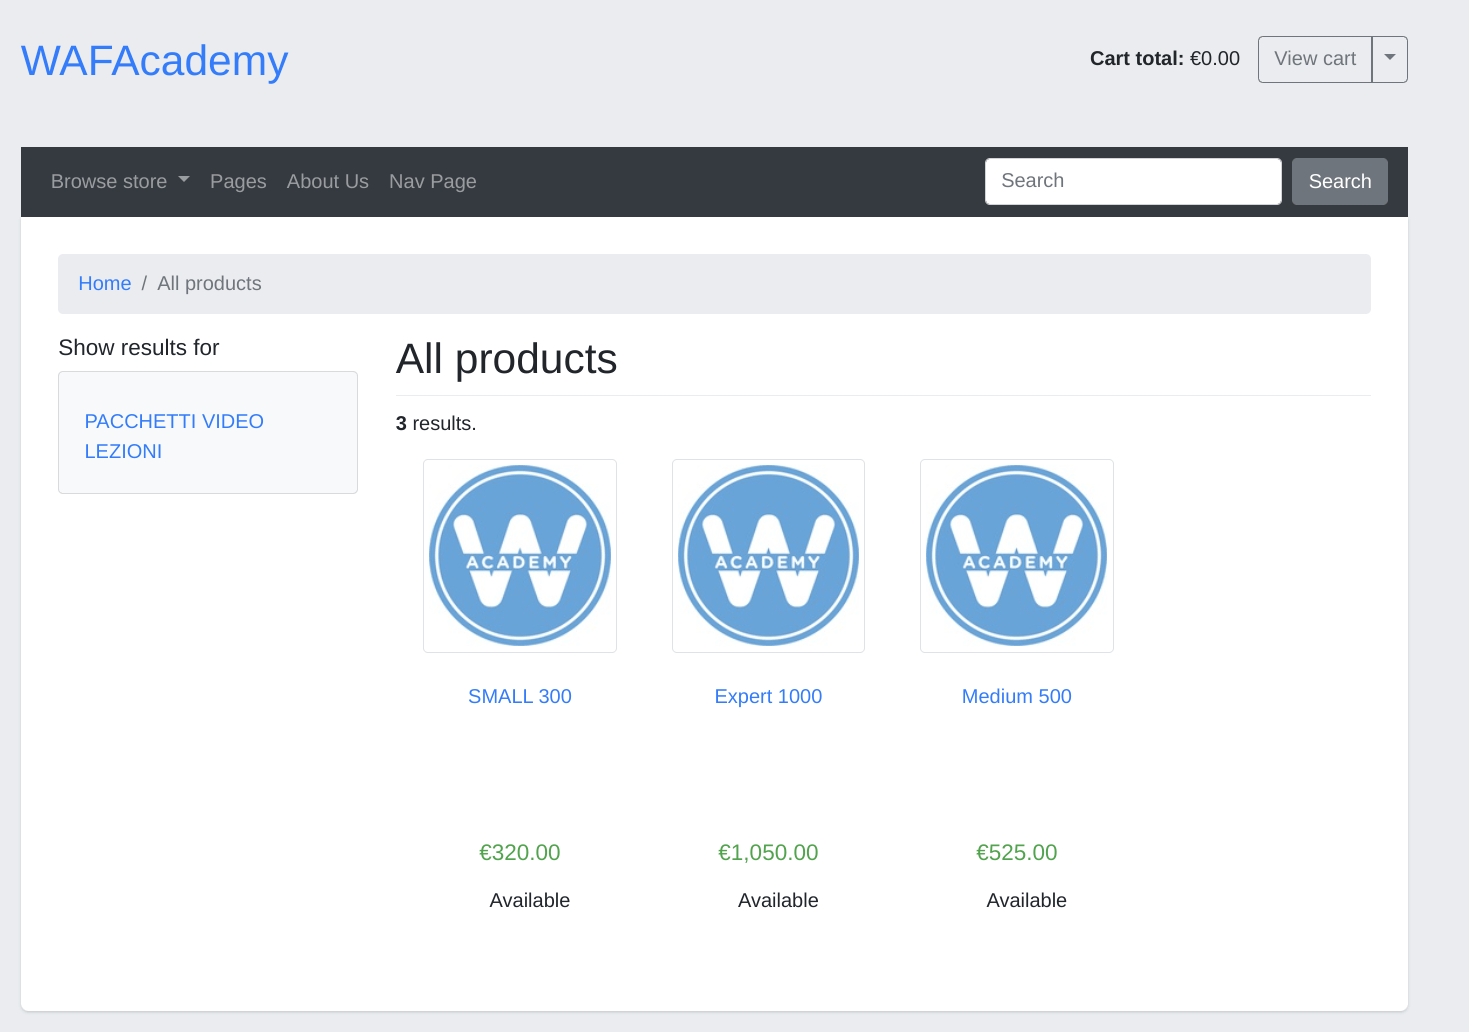 WAFAcademy
Cart total: €0.00
View cart
Browse store
Pages
About Us
Nav Page
Search
Search
Home / All products
Show results for
PACCHETTI VIDEO
LEZIONI
All products
3 results.
W
ACADEMY
W
ACADEMY
W
ACADEMY
SMALL 300
Expert 1000
Medium 500
€320.00
€1,050.00
€525.00
Available
Available
Available